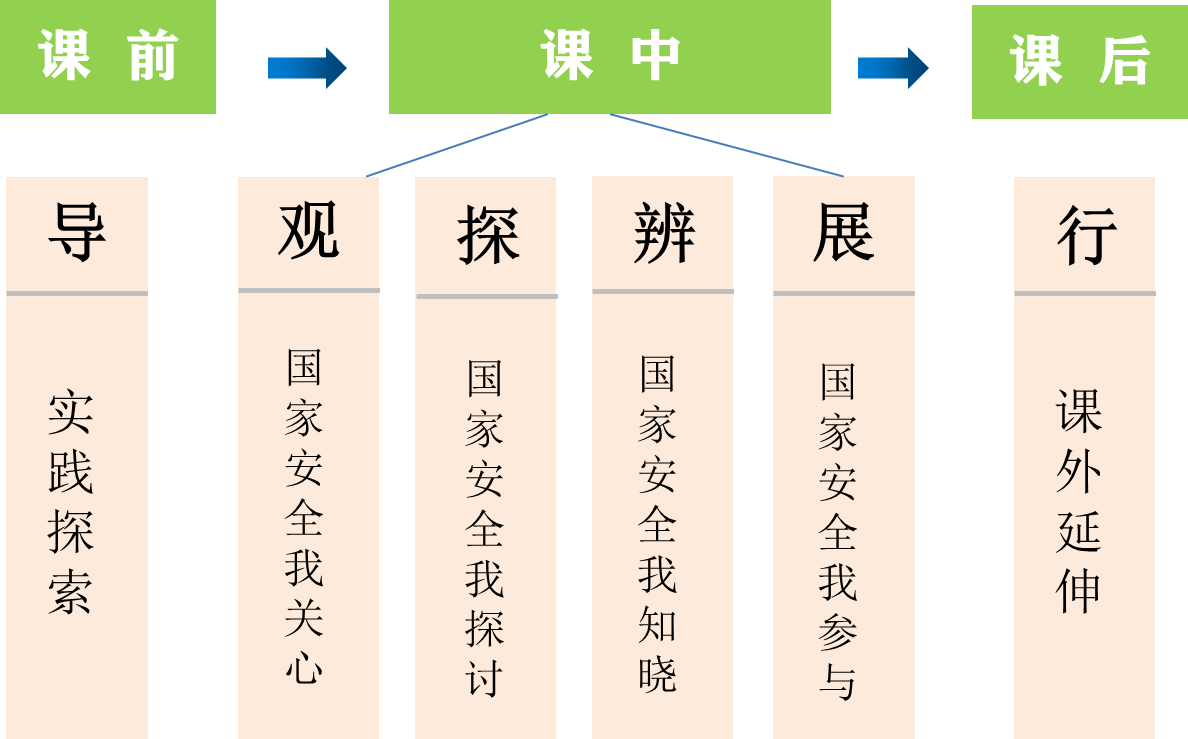 课 前
课 中
课 后
导
实践探索
观
国家安全我关心
探
国家安全我探讨
辨
国家安全我知晓
展
国家安全我参与
行
课外延伸